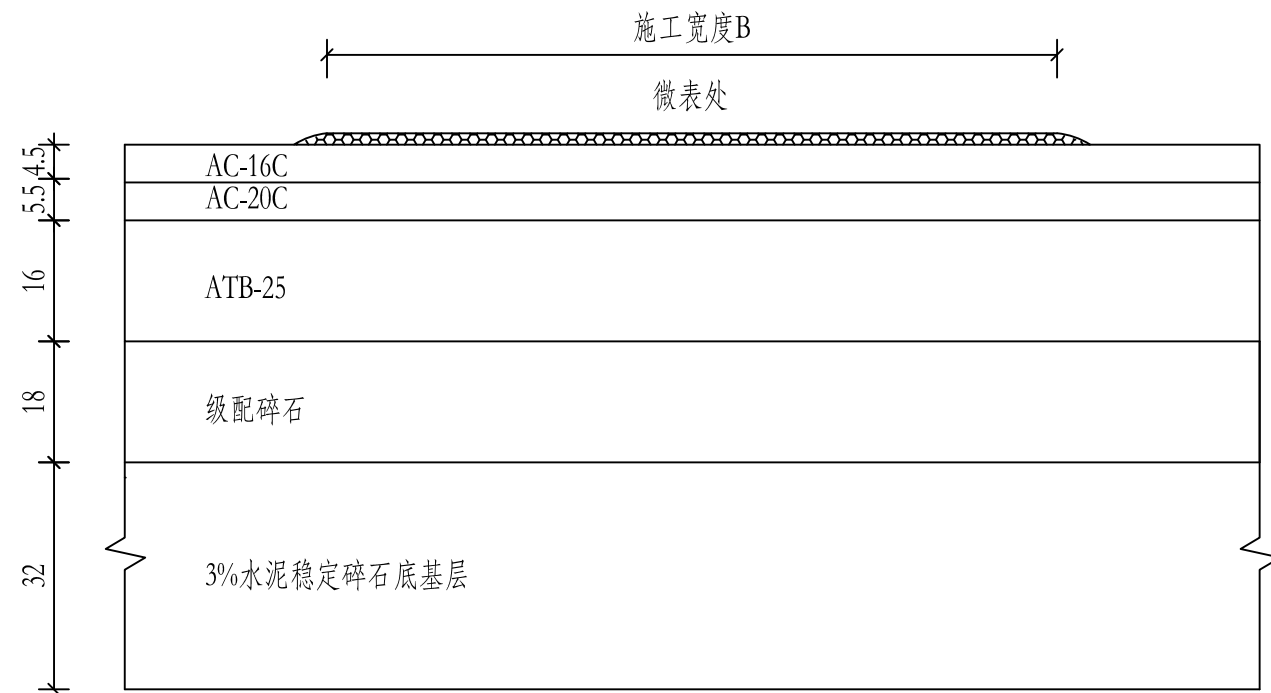 施工宽度B
微表处
4.5
AC-16C
5.5
AC-20C
16
ATB-25
18
级配碎石
32
3%水泥稳定碎石底基层